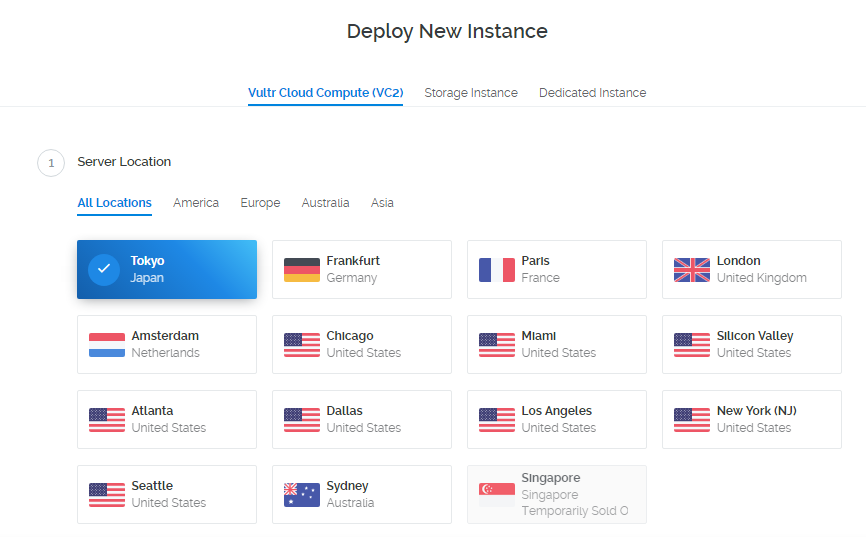 Deploy New Instance
Vultr Cloud Compute (VC2) Storage Instance Dedicated Instance
1 Server Location
All Locations America Europe Australia Asia
Tokyo
Japan
Frankfurt
Germany
Paris
France
London
United Kingdom
Amsterdam
Netherlands
Chicago
United States
Miami
United States
Silicon Valley
United States
Atlanta
United States
Dallas
United States
Los Angeles
United States
New York (NJ)
United States
Seattle
United States
Sydney
Australia
Singapore
Singapore
Temporarily Sold O